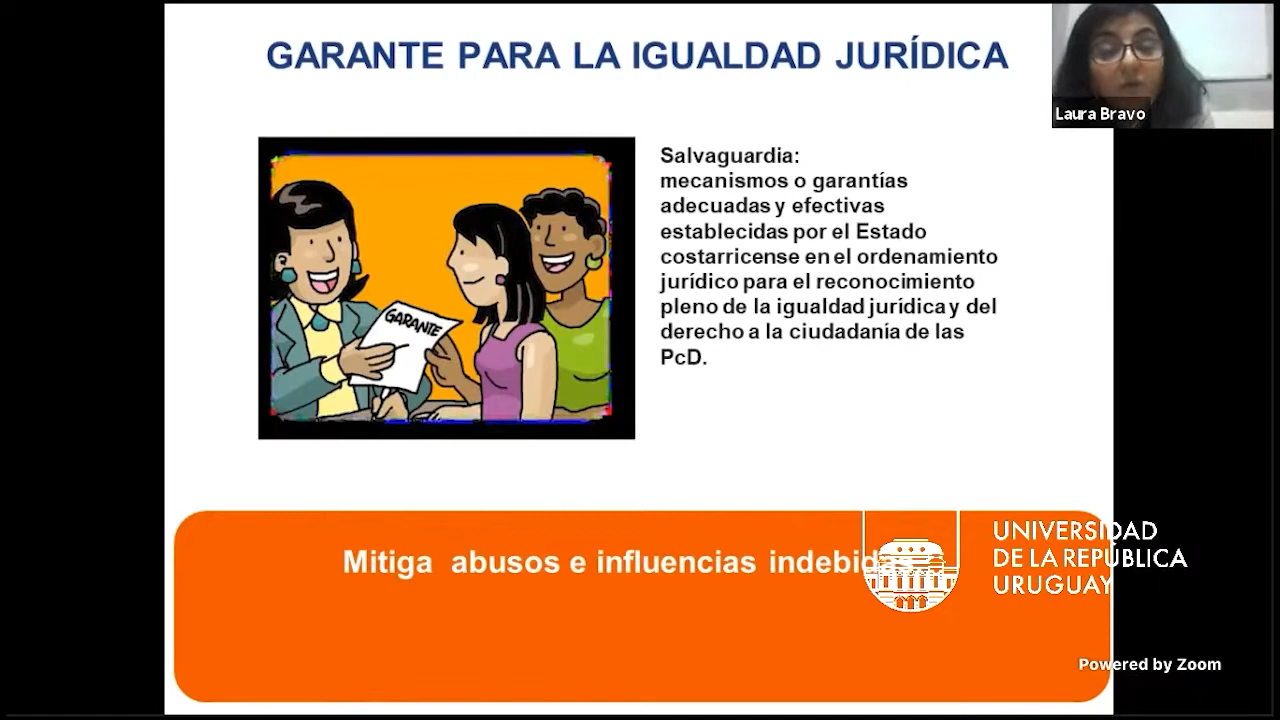 GARANTE PARA LA IGUALDAD JURÍDICA
Laura Bravo
GARANTE
Salvaguardia:
mecanismos o garantías
adecuadas y efectivas
establecidas por el Estado
costarricense en el ordenamiento
jurídico para el reconocimiento
pleno de la igualdad jurídica y del
derecho a la ciudadanía de las
PcD.
Mitiga abusos e influencias indebidas
UNIVERSIDAD
DE LA REPÚBLICA
URUGUAY
Powered by Zoom